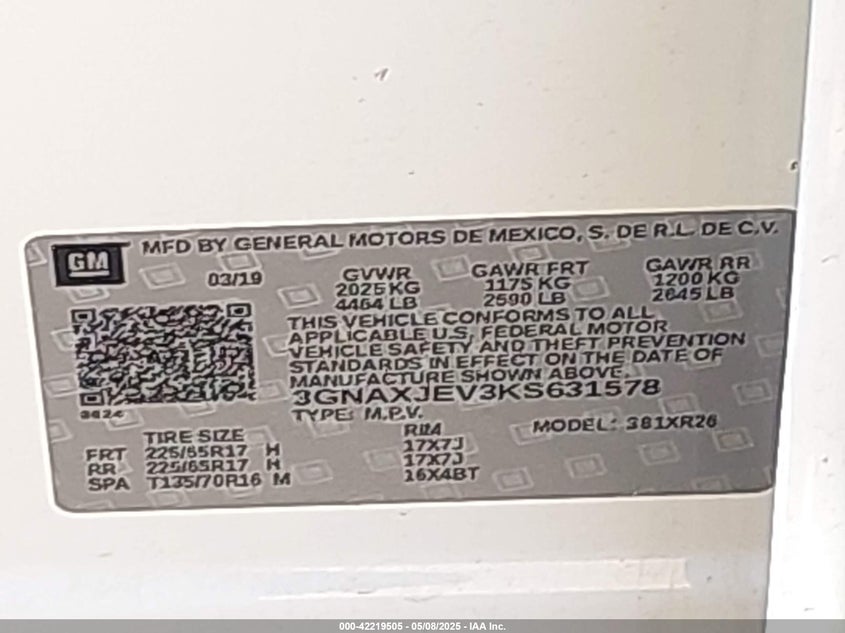 GM
MFD BY GENERAL MOTORS DE MEXICO, S. DE R.L. DE C.V.
03/19 GVWR GAWR FRT GAWR RR
2025 KG 1175 KG 1200 KG
4464 LB 2590 LB 2645 LB
THIS VEHICLE CONFORMS TO ALL
APPLICABLE U.S. FEDERAL MOTOR
VEHICLE SAFETY AND THEFT PREVENTION
STANDARDS IN EFFECT ON THE DATE OF
MANUFACTURE SHOWN ABOVE.
3GNAXJEV3KS631578
3624
TYPE: M.P.V. MODEL: 381XR26
TIRE SIZE RIM
FRT 225/65R17 H 17X7J
RR 225/65R17 H 17X7J
SPA T135/70R16 M 16X4BT
000-42219505 - 05/08/2025 - IAA Inc.